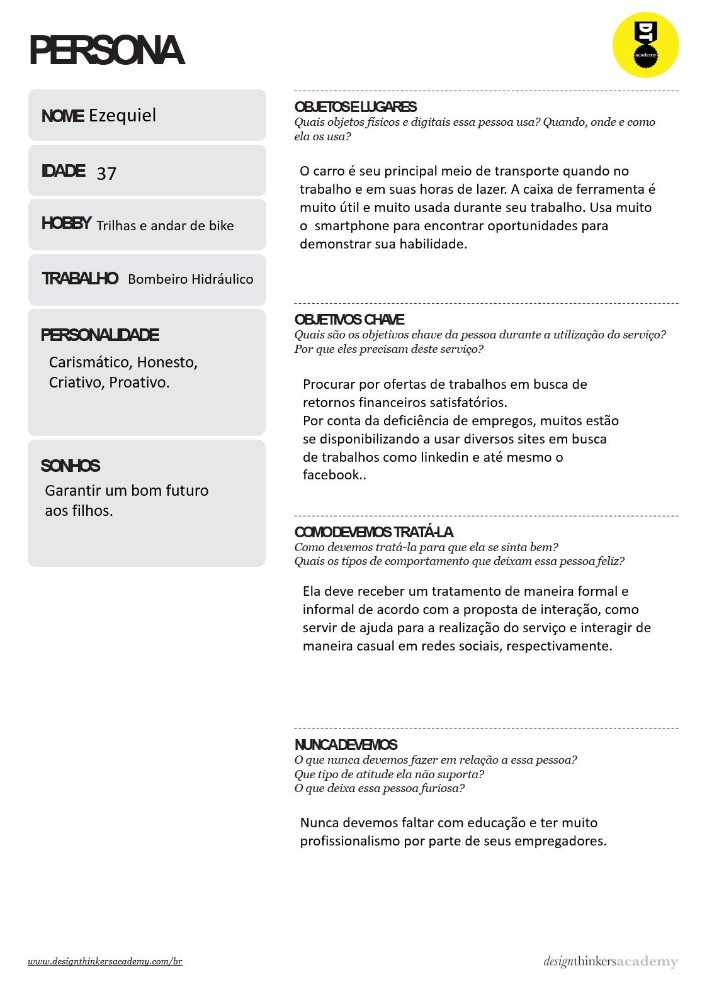 PERSONA
DT
academy
NOME Ezequiel
IDADE 37
HOBBY Trilhas e andar de bike
TRABALHO Bombeiro Hidráulico
PERSONALIDADE
Carismático, Honesto,
Criativo, Proativo.
SONHOS
Garantir um bom futuro
aos filhos.
OBJETOS E LUGARES
Quais objetos físicos e digitais essa pessoa usa? Quando, onde e como
ela os usa?
O carro é seu principal meio de transporte quando no
trabalho e em suas horas de lazer. A caixa de ferramenta é
muito útil e muito usada durante seu trabalho. Usa muito
o  smartphone para encontrar oportunidades para
demonstrar sua habilidade.
OBJETIVOS CHAVE
Quais são os objetivos chave da pessoa durante a utilização do serviço?
Por que eles precisam deste serviço?
Procurar por ofertas de trabalhos em busca de
retornos financeiros satisfatórios.
Por conta da deficiência de empregos, muitos estão
se disponibilizando a usar diversos sites em busca
de trabalhos como linkedin e até mesmo o
facebook..
COMO DEVEMOS TRATÁ-LA
Como devemos tratá-la para que ela se sinta bem?
Quais os tipos de comportamento que deixam essa pessoa feliz?
Ela deve receber um tratamento de maneira formal e
informal de acordo com a proposta de interação, como
servir de ajuda para a realização do serviço e interagir de
maneira casual em redes sociais, respectivamente.
NUNCA DEVEMOS
O que nunca devemos fazer em relação a essa pessoa?
Que tipo de atitude ela não suporta?
O que deixa essa pessoa furiosa?
Nunca devemos faltar com educação e ter muito
profissionalismo por parte de seus empregadores.
www.designthinkersacademy.com/br
designthinkersacademy